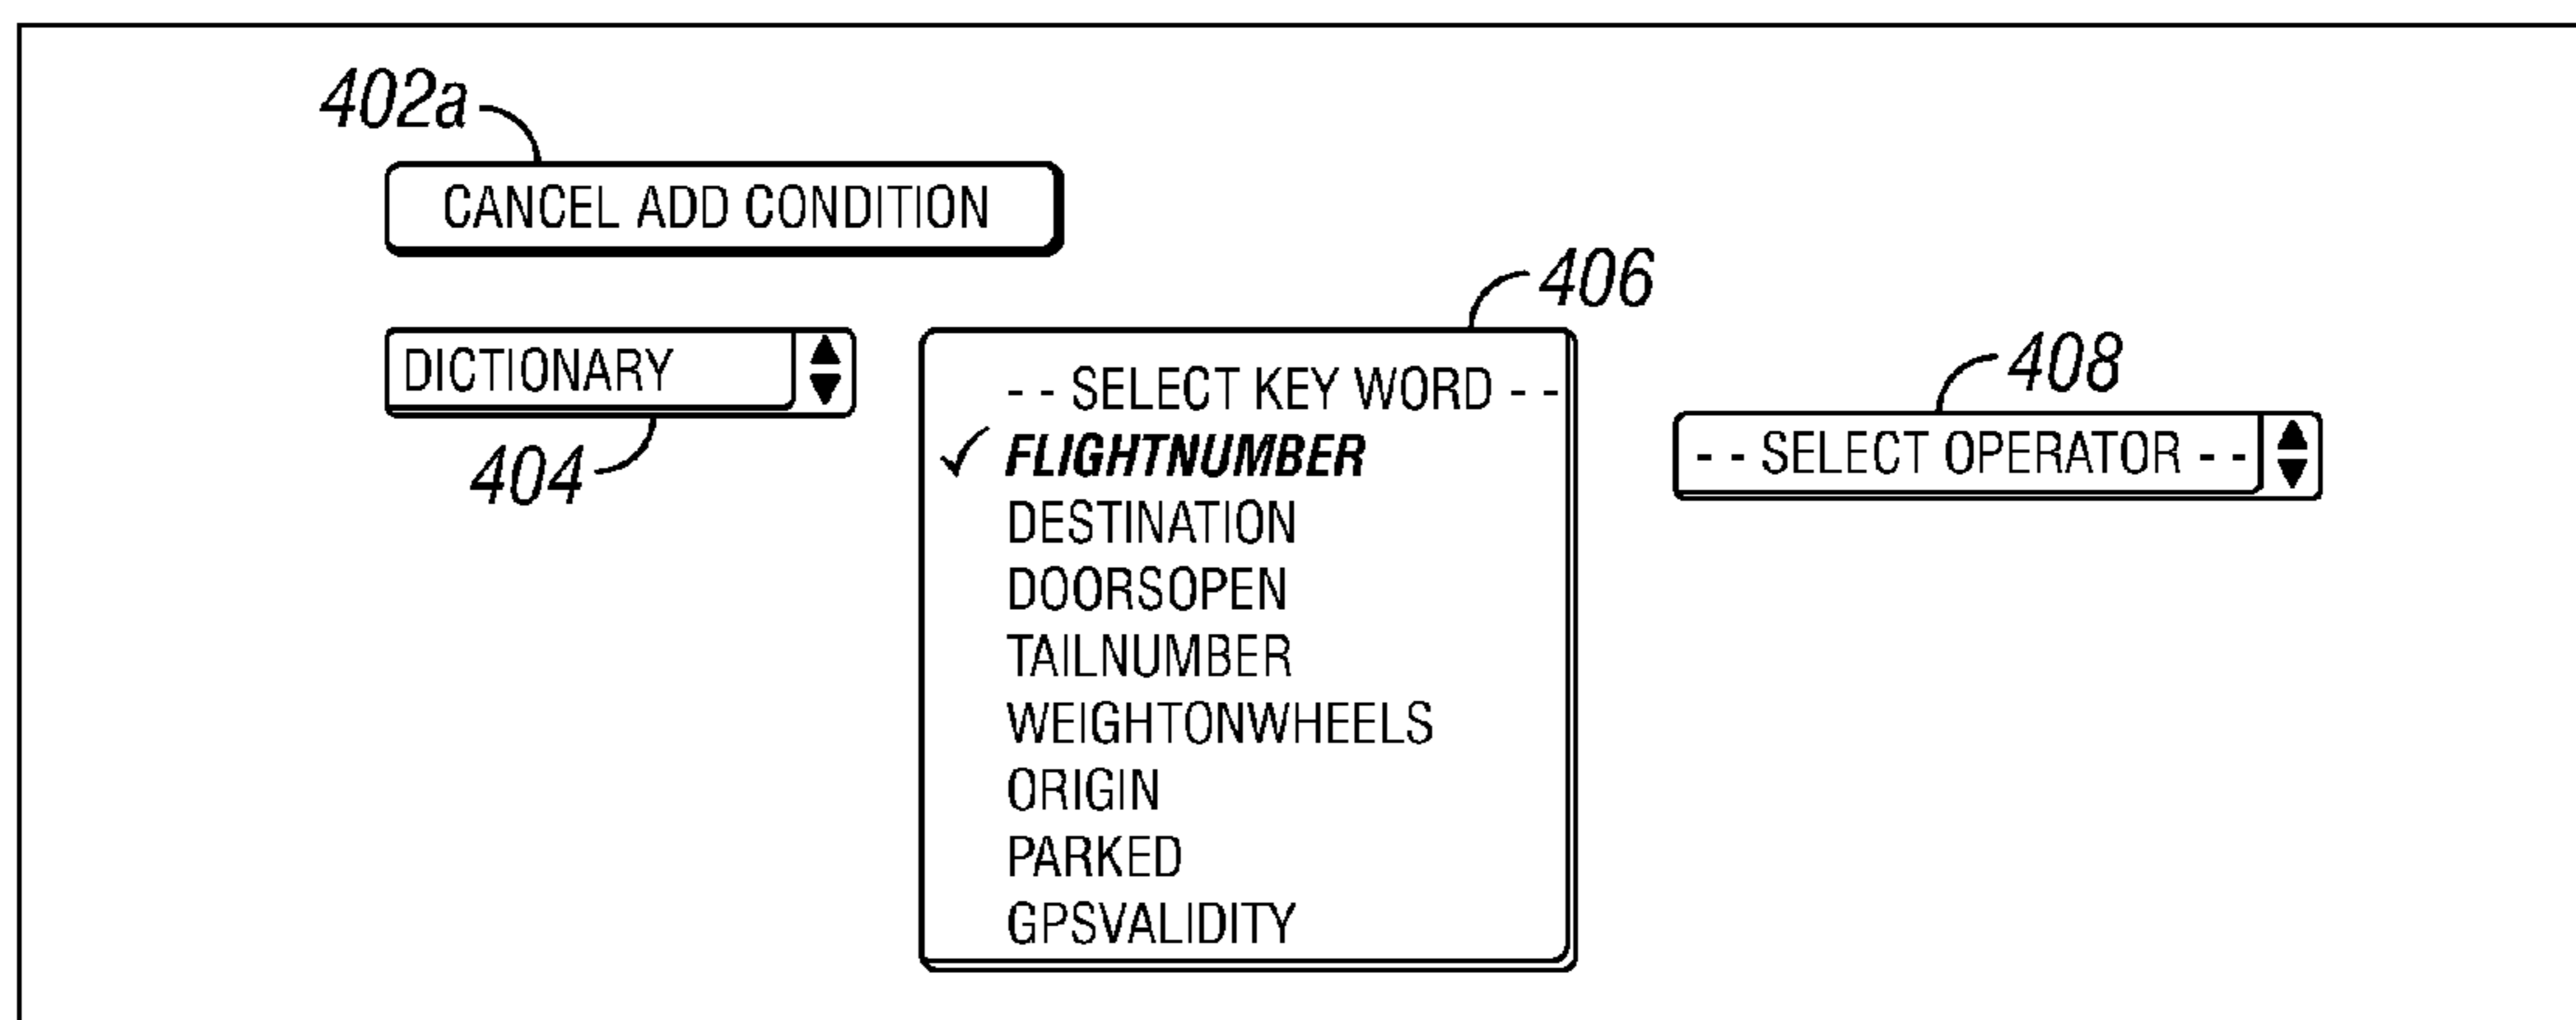 402a
CANCEL ADD CONDITION
406
DICTIONARY
404
- - SELECT KEY WORD - -
✓ FLIGHTNUMBER
DESTINATION
DOORSOPEN
TAILNUMBER
WEIGHTONWHEELS
ORIGIN
PARKED
GPSVALIDITY
408
- - SELECT OPERATOR - -